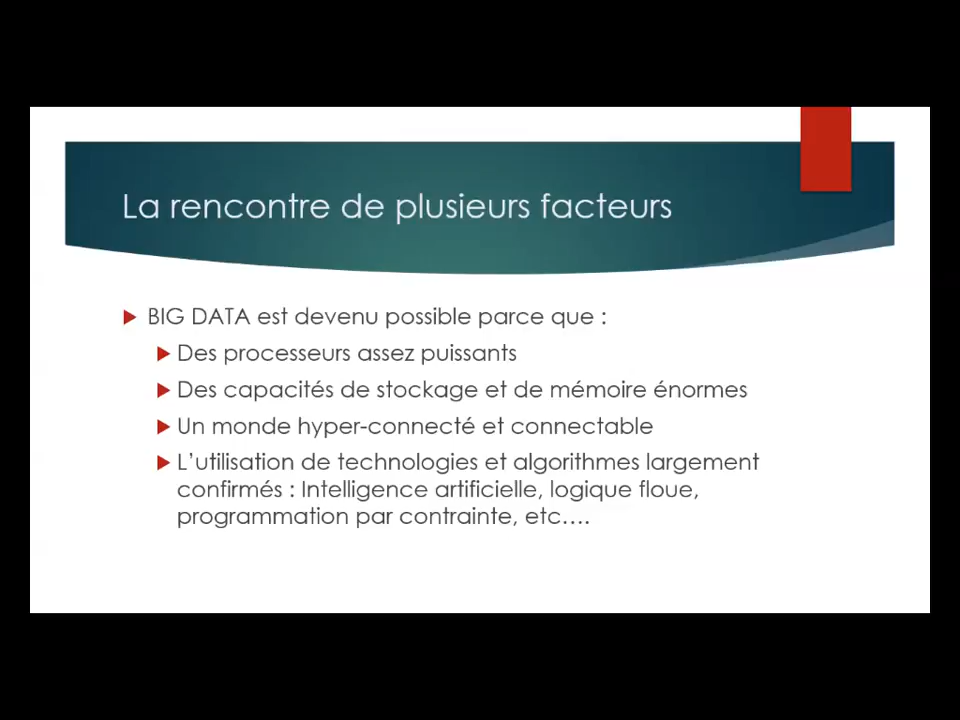 La rencontre de plusieurs facteurs
BIG DATA est devenu possible parce que :
Des processeurs assez puissants
Des capacités de stockage et de mémoire énormes
Un monde hyper-connecté et connectable
L’utilisation de technologies et algorithmes largement
confirmés : Intelligence artificielle, logique floue,
programmation par contrainte, etc….